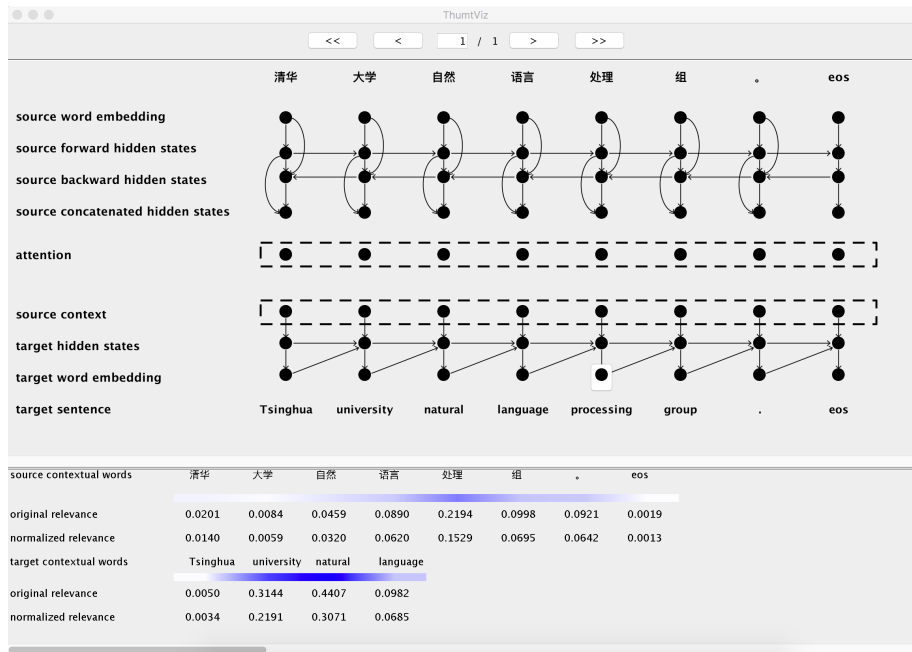 ThumtViz
<< < 1 / 1 > >>
清华 大学 自然 语言 处理 组 。 eos
source word embedding
source forward hidden states
source backward hidden states
source concatenated hidden states
attention
source context
target hidden states
target word embedding
target sentence Tsinghua university natural language processing group . eos
source contextual words 清华 大学 自然 语言 处理 组 。 eos
original relevance 0.0201 0.0084 0.0459 0.0890 0.2194 0.0998 0.0921 0.0019
normalized relevance 0.0140 0.0059 0.0320 0.0620 0.1529 0.0695 0.0642 0.0013
target contextual words Tsinghua university natural language
original relevance 0.0050 0.3144 0.4407 0.0982
normalized relevance 0.0034 0.2191 0.3071 0.0685